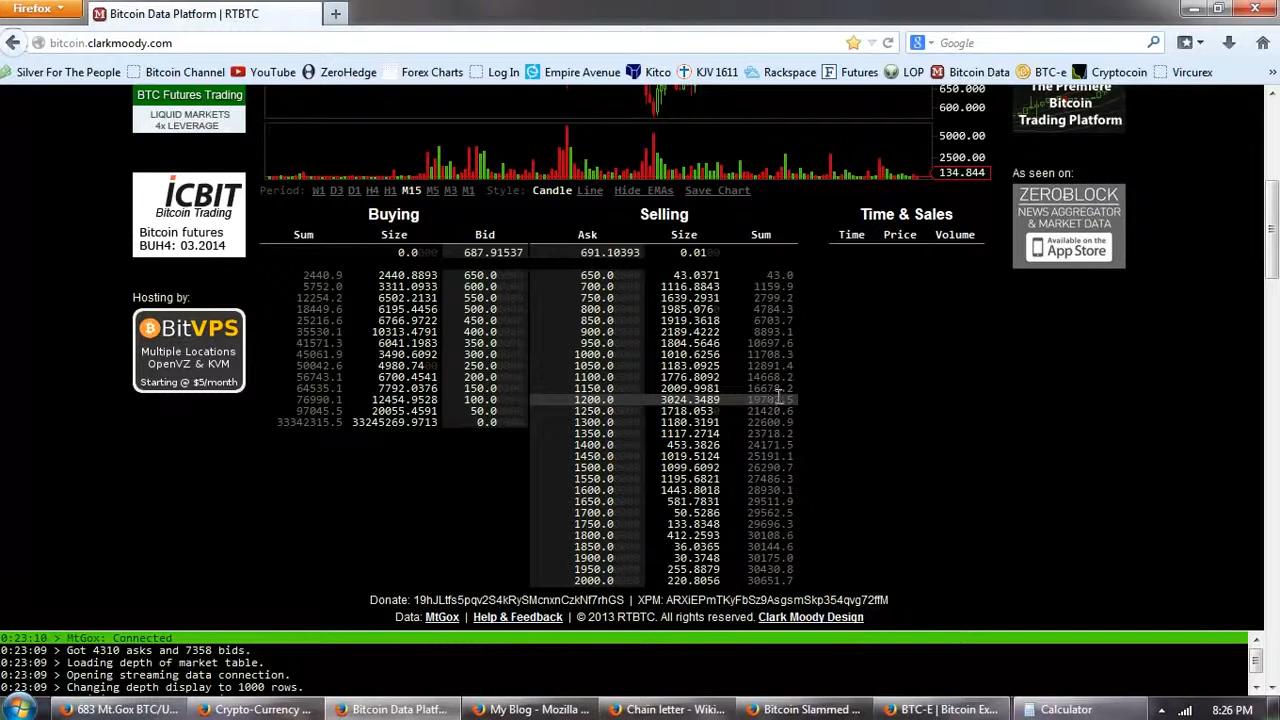 Firefox
Bitcoin Data Platform | RTBTC
bitcoin.clarkmoody.com
Google
Silver For The People
Bitcoin Channel
YouTube
ZeroHedge
Forex Charts
Log In
Empire Avenue
Kitco
KJV 1611
Rackspace
Futures
LOP
Bitcoin Data
BTC-e
Cryptocoin
Vircurex
»
BTC Futures Trading
LIQUID MARKETS
4x LEVERAGE
650.000
600.000
5000.00
2500.00
134.844
The Premiere
Bitcoin
Trading Platform
Period: W1 D3 D1 H4 H1 M15 M5 M3 M1 Style: Candle Line Hide EMAs Save Chart
ICBIT
Bitcoin Trading
Bitcoin futures
BUH4: 03.2014
As seen on:
ZEROBLOCK
NEWS AGGREGATOR
& MARKET DATA
Available on the
App Store
Hosting by:
BitVPS
Multiple Locations
OpenVZ & KVM
Starting @ $5/month
Buying
Sum Size Bid
0.0 687.91537
2440.9 2440.8893 650.0
5752.0 3311.0933 600.0
12254.2 6502.2131 550.0
18449.6 6195.4456 500.0
25216.6 6766.9722 450.0
35530.1 10313.4791 400.0
41571.3 6041.1983 350.0
45061.9 3490.6092 300.0
50042.6 4980.74 250.0
56743.1 6700.4541 200.0
64535.1 7792.0376 150.0
76990.1 12454.9528 100.0
97045.5 20055.4591 50.0
33342315.5 33245269.9713 0.0
Selling
Ask Size Sum
691.10393 0.01
650.0 43.0371 43.0
700.0 1116.8843 1159.9
750.0 1639.2931 2799.2
800.0 1985.076 4784.3
850.0 1919.3618 6703.7
900.0 2189.4222 8893.1
950.0 1804.5646 10697.6
1000.0 1010.6256 11708.3
1050.0 1183.0925 12891.4
1100.0 1776.8092 14668.2
1150.0 2009.9981
1200.0 3024.3489
1250.0 1718.053 21420.6
1300.0 1180.3191 22600.9
1350.0 1117.2714 23718.2
1400.0 453.3826 24171.5
1450.0 1019.5124 25191.1
1500.0 1099.6092 26290.7
1550.0 1195.6821 27486.3
1600.0 1443.8018 28930.1
1650.0 581.7831 29511.9
1700.0 50.5286 29562.5
1750.0 133.8348 29696.3
1800.0 412.2593 30108.6
1850.0 36.0365 30144.6
1900.0 30.3748 30175.0
1950.0 255.8879 30430.8
2000.0 220.8056 30651.7
Time & Sales
Time Price Volume
Donate: 19hJLtfs5pqv2S4kRySMcnxnCzkNf7rhGS | XPM: ARXiEPmTKyFbSz9AsgsmSkp354qvg72ffM
Data: MtGox | Help & Feedback | © 2013 RTBTC. All rights reserved. Clark Moody Design
0:23:10 > MtGox: Connected
0:23:09 > Got 4310 asks and 7358 bids.
0:23:09 > Loading depth of market table.
0:23:09 > Opening streaming data connection.
0:23:09 > Changing depth display to 1000 rows.
683 Mt.Gox BTC/U...
Crypto-Currency ...
Bitcoin Data Platf...
My Blog - Mozilla ...
Chain letter - Wiki...
Bitcoin Slammed ...
BTC-E | Bitcoin Ex...
Calculator
8:26 PM